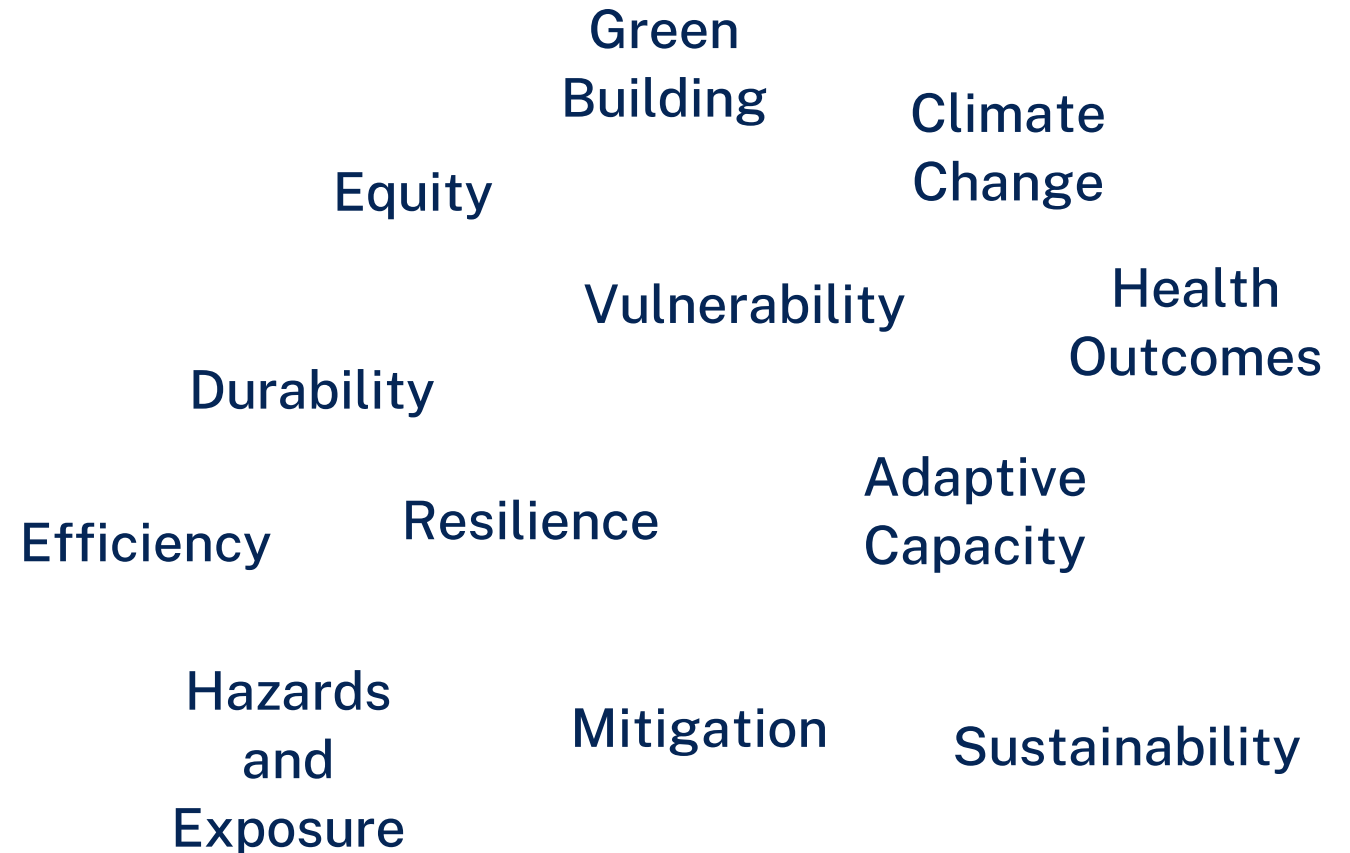 Green
Building
Climate
Change
Equity
Vulnerability
Health
Outcomes
Durability
Adaptive
Capacity
Resilience
Efficiency
Hazards
and
Exposure
Mitigation
Sustainability